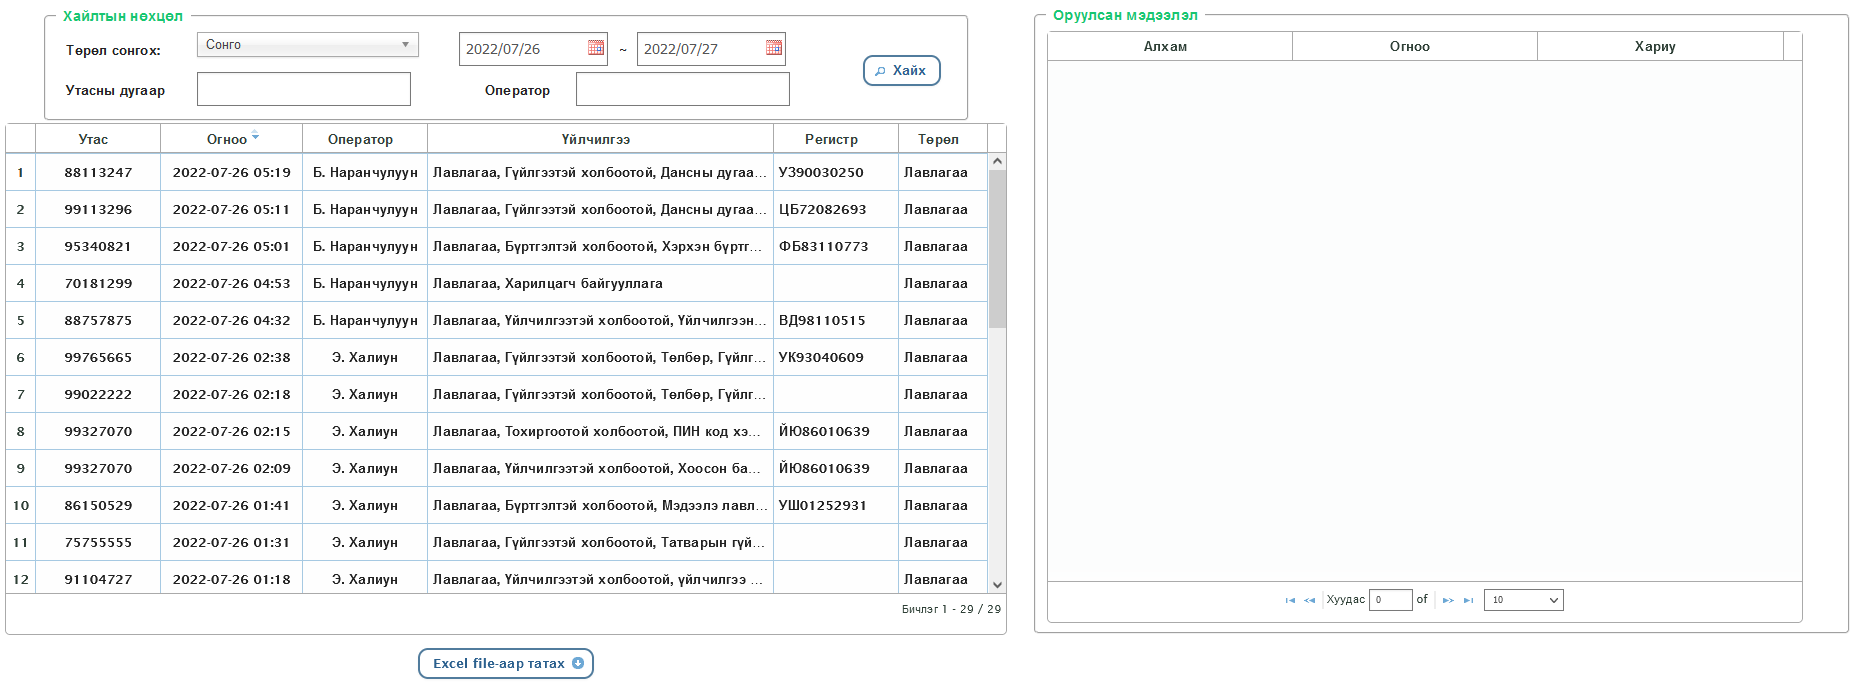 Хайлтын нөхцөл
Төрөл сонгох: Сонго 2022/07/26 ~ 2022/07/27
Хайх
Утасны дугаар Оператор
Утас Огноо Оператор Үйлчилгээ Регистр Төрөл
1 88113247 2022-07-26 05:19 Б. Наранчулуун Лавлагаа, Гүйлгээтэй холбоотой, Дансны дугаа... УЗ90030250 Лавлагаа
2 99113296 2022-07-26 05:11 Б. Наранчулуун Лавлагаа, Гүйлгээтэй холбоотой, Дансны дугаа... ЦБ72082693 Лавлагаа
3 95340821 2022-07-26 05:01 Б. Наранчулуун Лавлагаа, Бүртгэлтэй холбоотой, Хэрхэн бүртг... ФБ83110773 Лавлагаа
4 70181299 2022-07-26 04:53 Б. Наранчулуун Лавлагаа, Харилцагч байгууллага Лавлагаа
5 88757875 2022-07-26 04:32 Б. Наранчулуун Лавлагаа, Үйлчилгээтэй холбоотой, Үйлчилгээн... ВД98110515 Лавлагаа
6 99765665 2022-07-26 02:38 Э. Халиун Лавлагаа, Гүйлгээтэй холбоотой, Төлбөр, Гүйлг... УК93040609 Лавлагаа
7 99022222 2022-07-26 02:18 Э. Халиун Лавлагаа, Гүйлгээтэй холбоотой, Төлбөр, Гүйлг... Лавлагаа
8 99327070 2022-07-26 02:15 Э. Халиун Лавлагаа, Тохиргоотой холбоотой, ПИН код хэ... ЙЮ86010639 Лавлагаа
9 99327070 2022-07-26 02:09 Э. Халиун Лавлагаа, Үйлчилгээтэй холбоотой, Хоосон ба... ЙЮ86010639 Лавлагаа
10 86150529 2022-07-26 01:41 Э. Халиун Лавлагаа, Бүртгэлтэй холбоотой, Мэдээлэ лавл... УШ01252931 Лавлагаа
11 75755555 2022-07-26 01:31 Э. Халиун Лавлагаа, Гүйлгээтэй холбоотой, Татварын гүй... Лавлагаа
12 91104727 2022-07-26 01:18 Э. Халиун Лавлагаа, Үйлчилгээтэй холбоотой, үйлчилгээ ... Лавлагаа
Бичлэг 1 - 29 / 29
Excel file-аар татах
Оруулсан мэдээлэл
Алхам Огноо Хариу
Хуудас 0 of 10